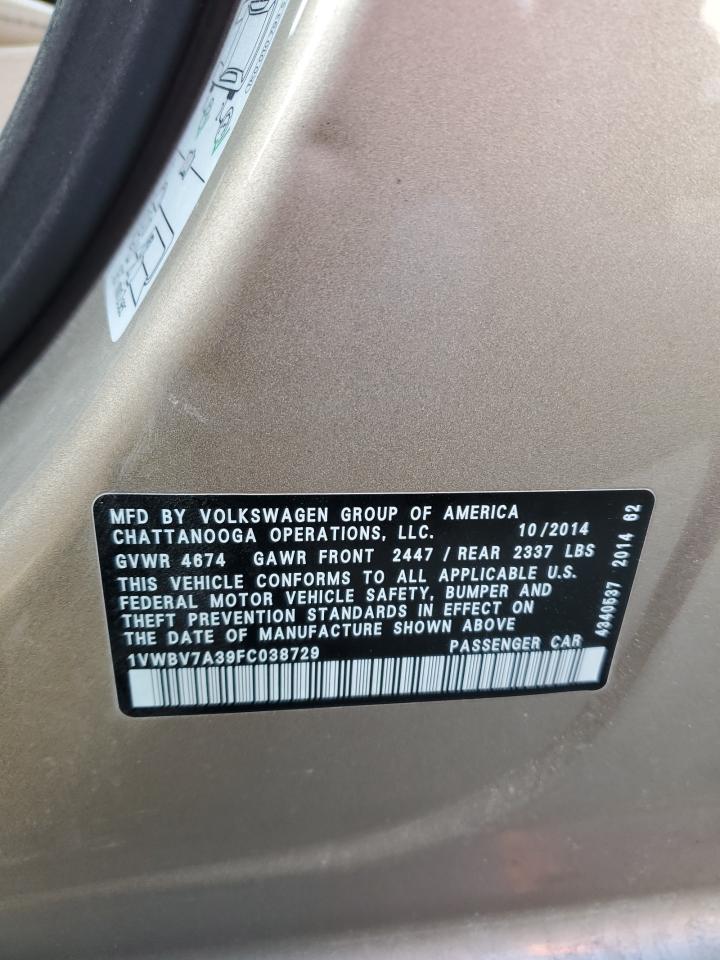 MFD BY VOLKSWAGEN GROUP OF AMERICA
CHATTANOOGA OPERATIONS, LLC. 10/2014
GVWR 4674 GAWR FRONT 2447 / REAR 2337 LBS
THIS VEHICLE CONFORMS TO ALL APPLICABLE U.S.
FEDERAL MOTOR VEHICLE SAFETY, BUMPER AND
THEFT PREVENTION STANDARDS IN EFFECT ON
THE DATE OF MANUFACTURE SHOWN ABOVE
1VWBV7A39FC038729 PASSENGER CAR
4340537 2014 62